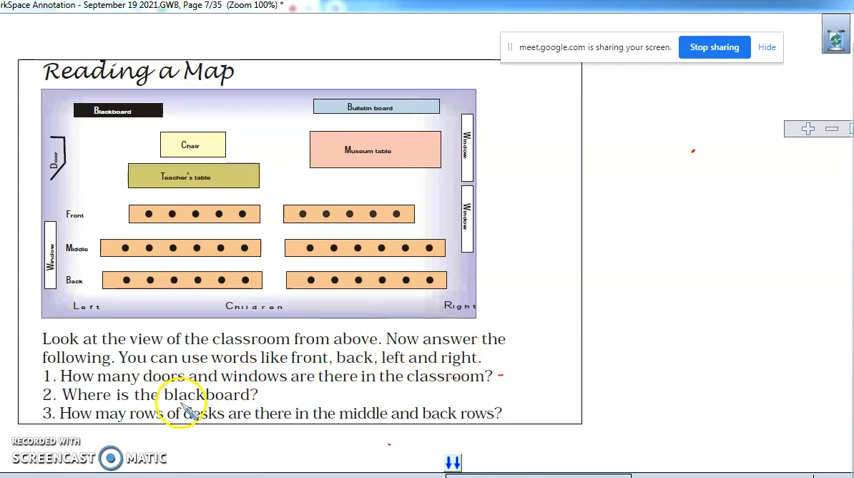 rkSpace Annotation - September 19 2021.GWB, Page 7/35 (Zoom 100%) *
meet.google.com is sharing your screen.
Stop sharing
Hide
Reading a Map
Blackboard
Bulletin board
Chair
Museum table
Window
Door
Teacher's table
Window
Front
Middle
Window
Back
Left
Children
Right
Look at the view of the classroom from above. Now answer the
following. You can use words like front, back, left and right.
1. How many doors and windows are there in the classroom?
2. Where is the blackboard?
3. How may rows of desks are there in the middle and back rows?
RECORDED WITH
SCREENCAST MATIC